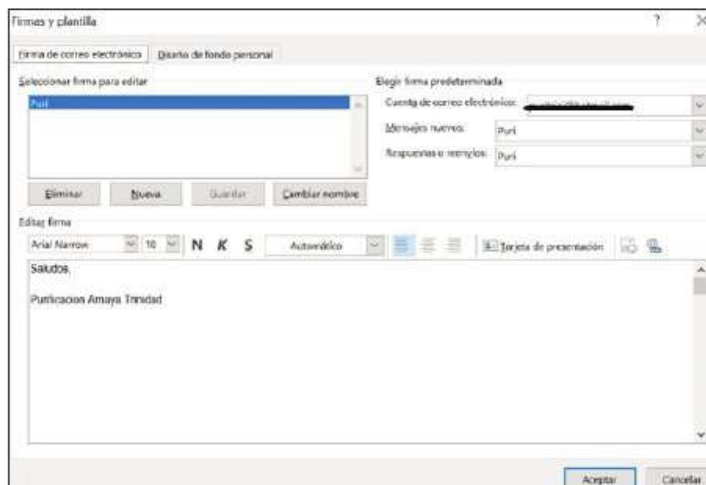 Firmas y plantilla
Firma de correo electrónico Diseño de fondo personal
Seleccionar firma para editar
Elegir firma predeterminada
Puri
Cuenta de correo electrónico:
Mensajes nuevos: Puri
Respuestas o reenvíos: Puri
Eliminar Nueva Guardar Cambiar nombre
Editar firma
Arial Narrow 10 N K S Automático Tarjeta de presentación
Saludos,
Purificacion Amaya Trinidad
Aceptar Cancelar